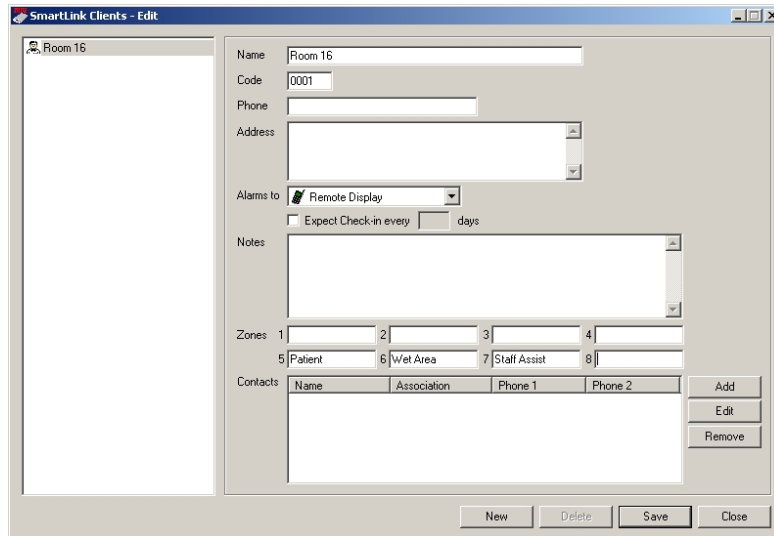 SmartLink Clients - Edit
Room 16
Name Room 16
Code 0001
Phone
Address
Alarms to Remote Display
Expect Check-in every days
Notes
Zones 1 2 3 4
5 Patient 6 Wet Area 7 Staff Assist 8
Contacts Name Association Phone 1 Phone 2
Add
Edit
Remove
New Delete Save Close